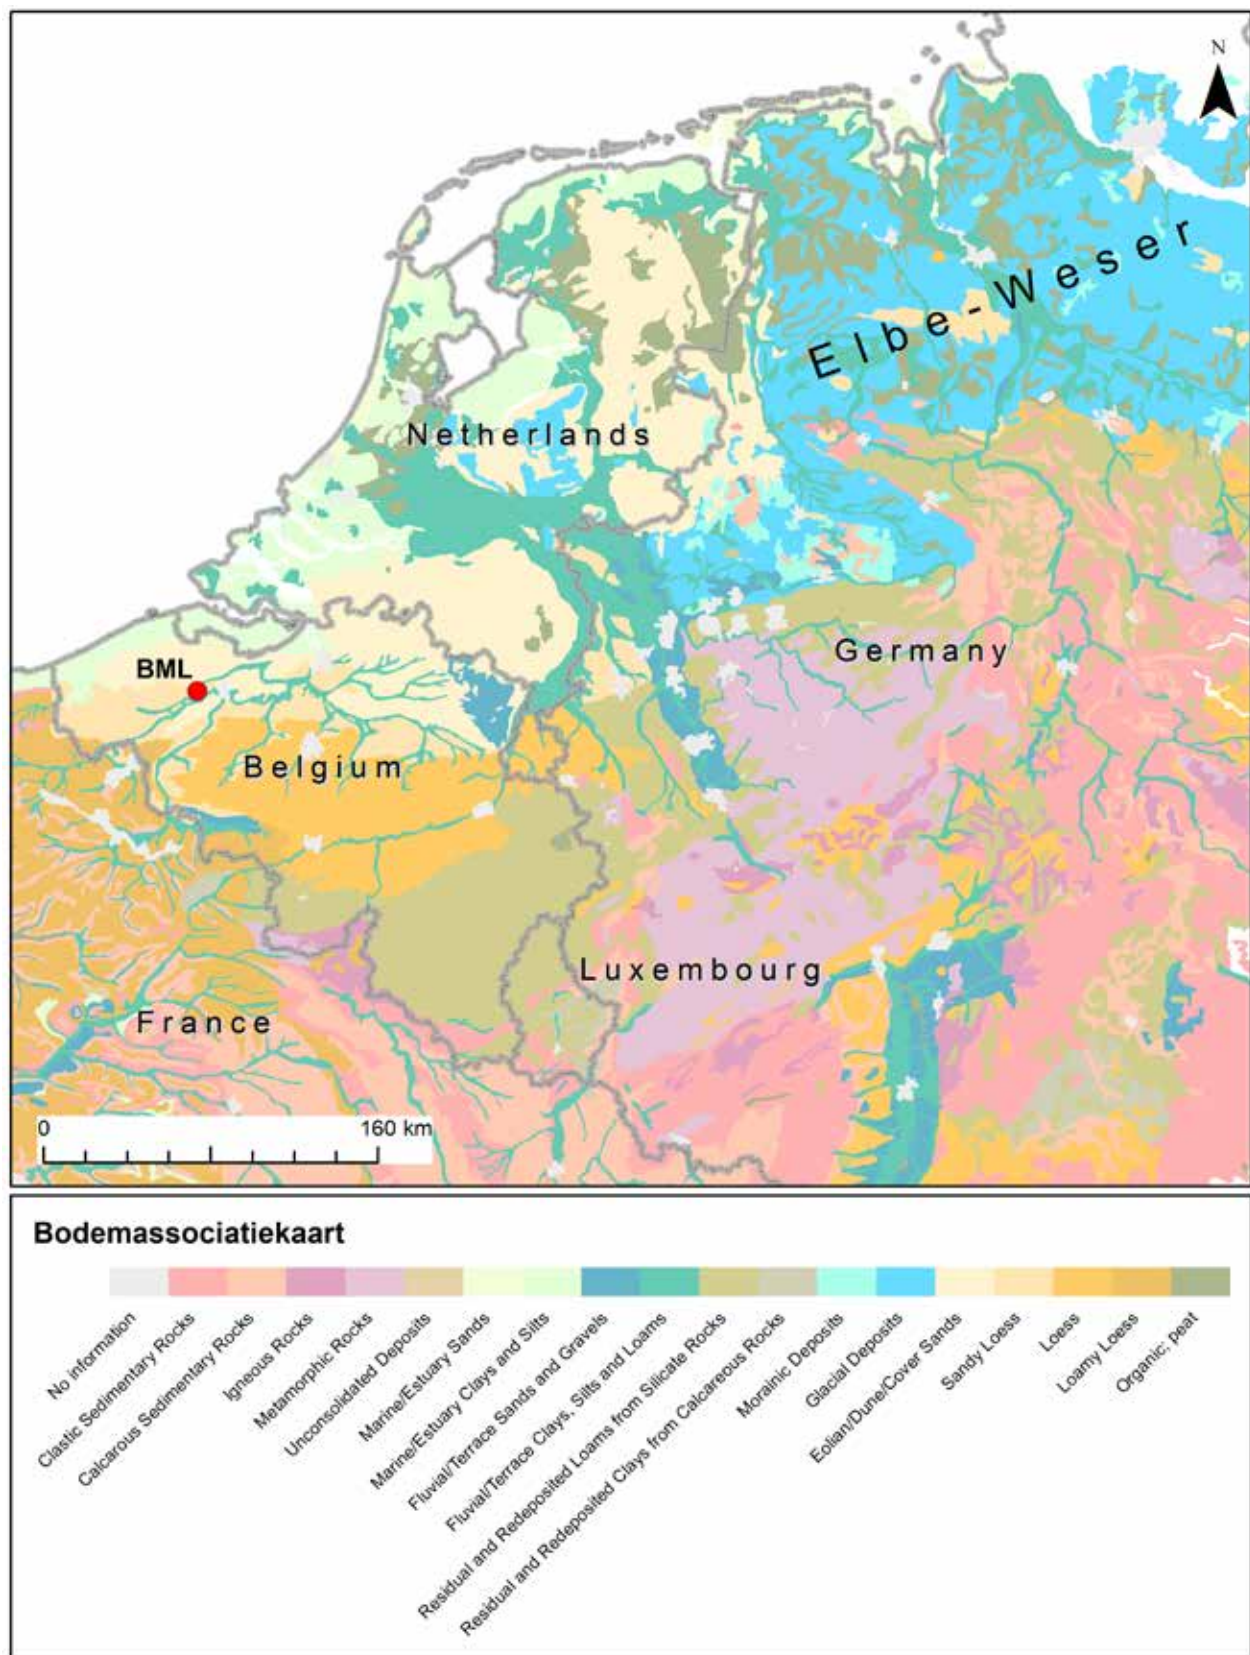 N
Elbe-Weser
Netherlands
Germany
BML
Belgium
Luxembourg
France
0 160 km
Bodemassociatiekaart
No information
Clastic Sedimentary Rocks
Calcarous Sedimentary Rocks
Igneous Rocks
Metamorphic Rocks
Unconsolidated Deposits
Marine/Estuary Sands
Marine/Estuary Clays and Silts
Fluvial/Terrace Sands and Gravels
Fluvial/Terrace Clays, Silts and Loams
Residual and Redeposited Loams from Silicate Rocks
Residual and Redeposited Clays from Calcareous Rocks
Morainic Deposits
Glacial Deposits
Eolian/Dune/Cover Sands
Sandy Loess
Loess
Loamy Loess
Organic; peat